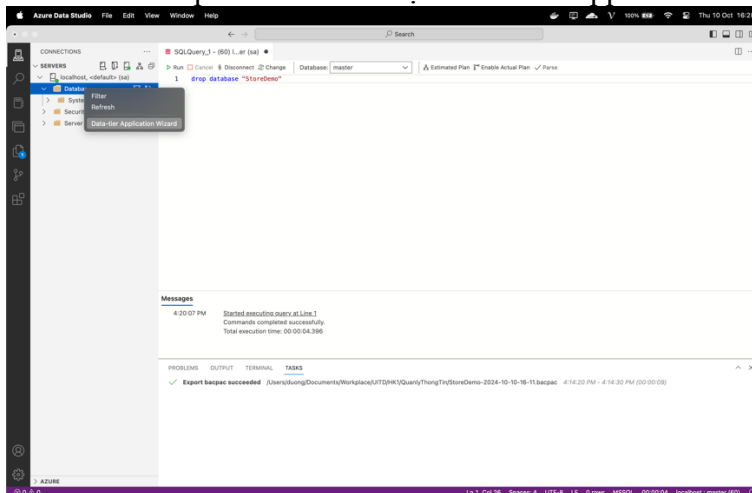 Azure Data Studio File Edit View Window Help 100% Thu 10 Oct 16:2
Search
CONNECTIONS
SERVERS
localhost, <default> (sa)
Databa
Syste
Securit
Server
Filter
Refresh
Data-tier Application Wizard
SQLQuery_1 - (60) l...er (sa)
Run Cancel Disconnect Change Database: master Estimated Plan Enable Actual Plan Parse
1 drop database "StoreDemo"
Messages
4:20:07 PM Started executing query at Line 1
Commands completed successfully.
Total execution time: 00:00:04.396
PROBLEMS OUTPUT TERMINAL TASKS
Export bacpac succeeded /Users/duong/Documents/Workplace/UITD/HK1/QuanlyThongTin/StoreDemo-2024-10-10-16-11.bacpac 4:14:20 PM - 4:14:30 PM (00:00:09)
AZURE
Ln 1, Col 26 Spaces: 4 UTF-8 LF 0 rows MSSQL 00:00:04 localhost : master (60)